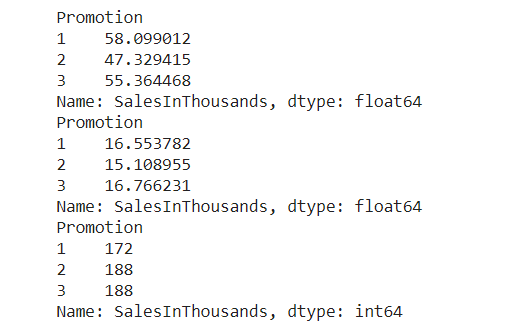 Promotion
1    58.099012
2    47.329415
3    55.364468
Name: SalesInThousands, dtype: float64
Promotion
1    16.553782
2    15.108955
3    16.766231
Name: SalesInThousands, dtype: float64
Promotion
1    172
2    188
3    188
Name: SalesInThousands, dtype: int64